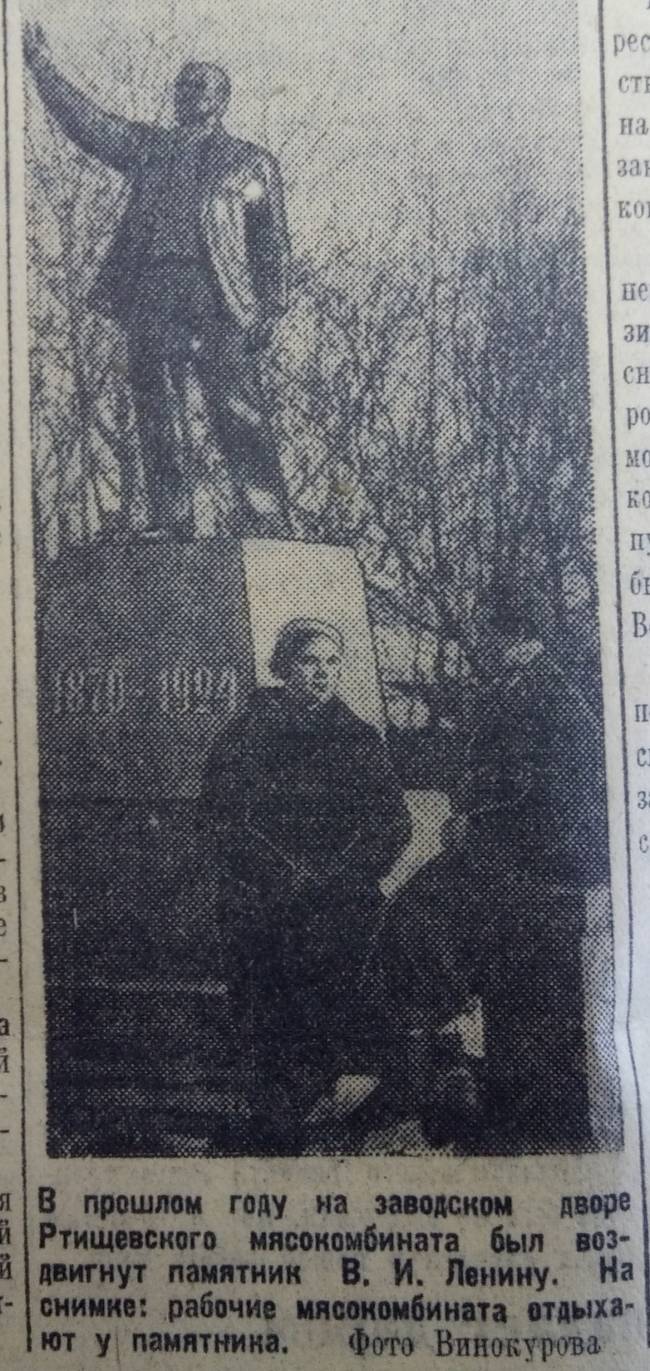 1870-1924
В прошлом году на заводском дворе
Ртищевского мясокомбината был воз-
двигнут памятник В. И. Ленину. На
снимке: рабочие мясокомбината отдыха-
ют у памятника. Фото Винокурова